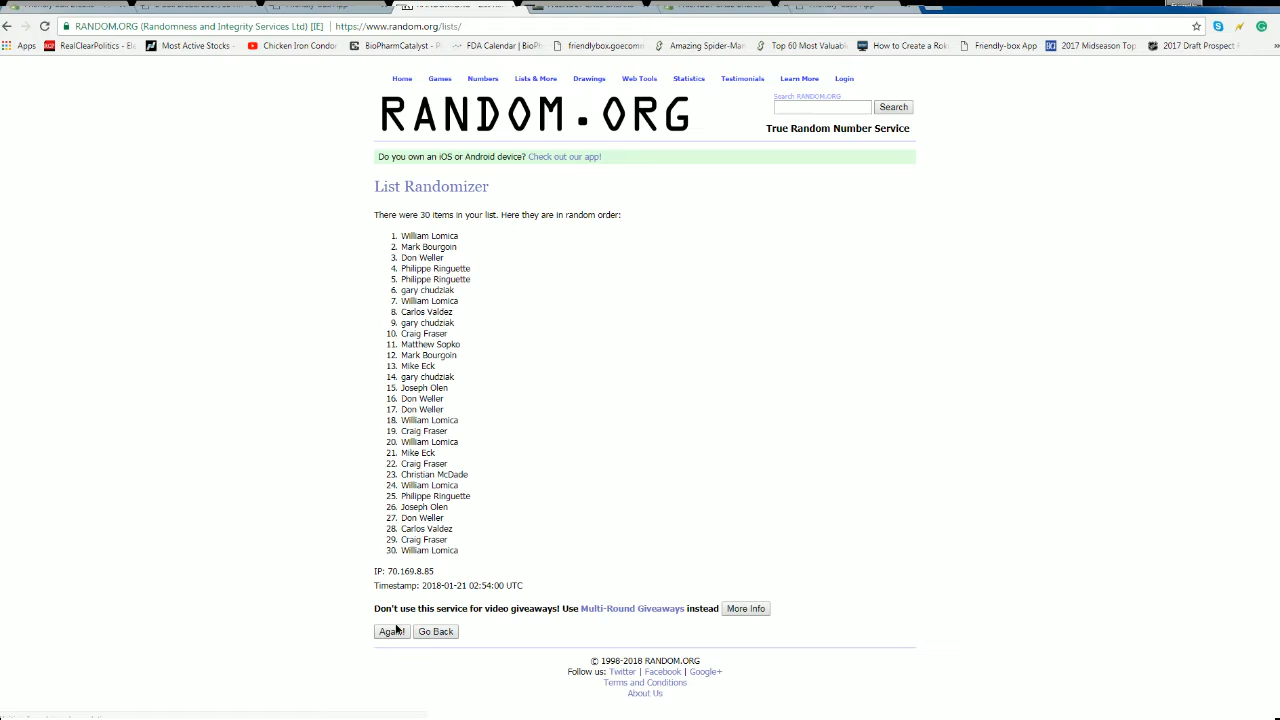 RANDOM.ORG (Randomness and Integrity Services Ltd) [IE] https://www.random.org/lists/
Apps RealClearPolitics - Ele Most Active Stocks - Chicken Iron Condor BioPharmCatalyst - FDA Calendar | BioPh friendlybox.gocomm Amazing Spider-Man Top 60 Most Valuabl How to Create a Rok Friendly-box App 2017 Midseason Top 2017 Draft Prospect
Home Games Numbers Lists & More Drawings Web Tools Statistics Testimonials Learn More Login
RANDOM.ORG
Search RANDOM.ORG
Search
True Random Number Service
Do you own an iOS or Android device? Check out our app!
List Randomizer
There were 30 items in your list. Here they are in random order:
1. William Lomica
2. Mark Bourgoin
3. Don Weller
4. Philippe Ringuette
5. Philippe Ringuette
6. gary chudziak
7. William Lomica
8. Carlos Valdez
9. gary chudziak
10. Craig Fraser
11. Matthew Sopko
12. Mark Bourgoin
13. Mike Eck
14. gary chudziak
15. Joseph Olen
16. Don Weller
17. Don Weller
18. William Lomica
19. Craig Fraser
20. William Lomica
21. Mike Eck
22. Craig Fraser
23. Christian McDade
24. William Lomica
25. Philippe Ringuette
26. Joseph Olen
27. Don Weller
28. Carlos Valdez
29. Craig Fraser
30. William Lomica
IP: 70.169.8.85
Timestamp: 2018-01-21 02:54:00 UTC
Don't use this service for video giveaways! Use Multi-Round Giveaways instead More Info
Again! Go Back
© 1998-2018 RANDOM.ORG
Follow us: Twitter | Facebook | Google+
Terms and Conditions
About Us